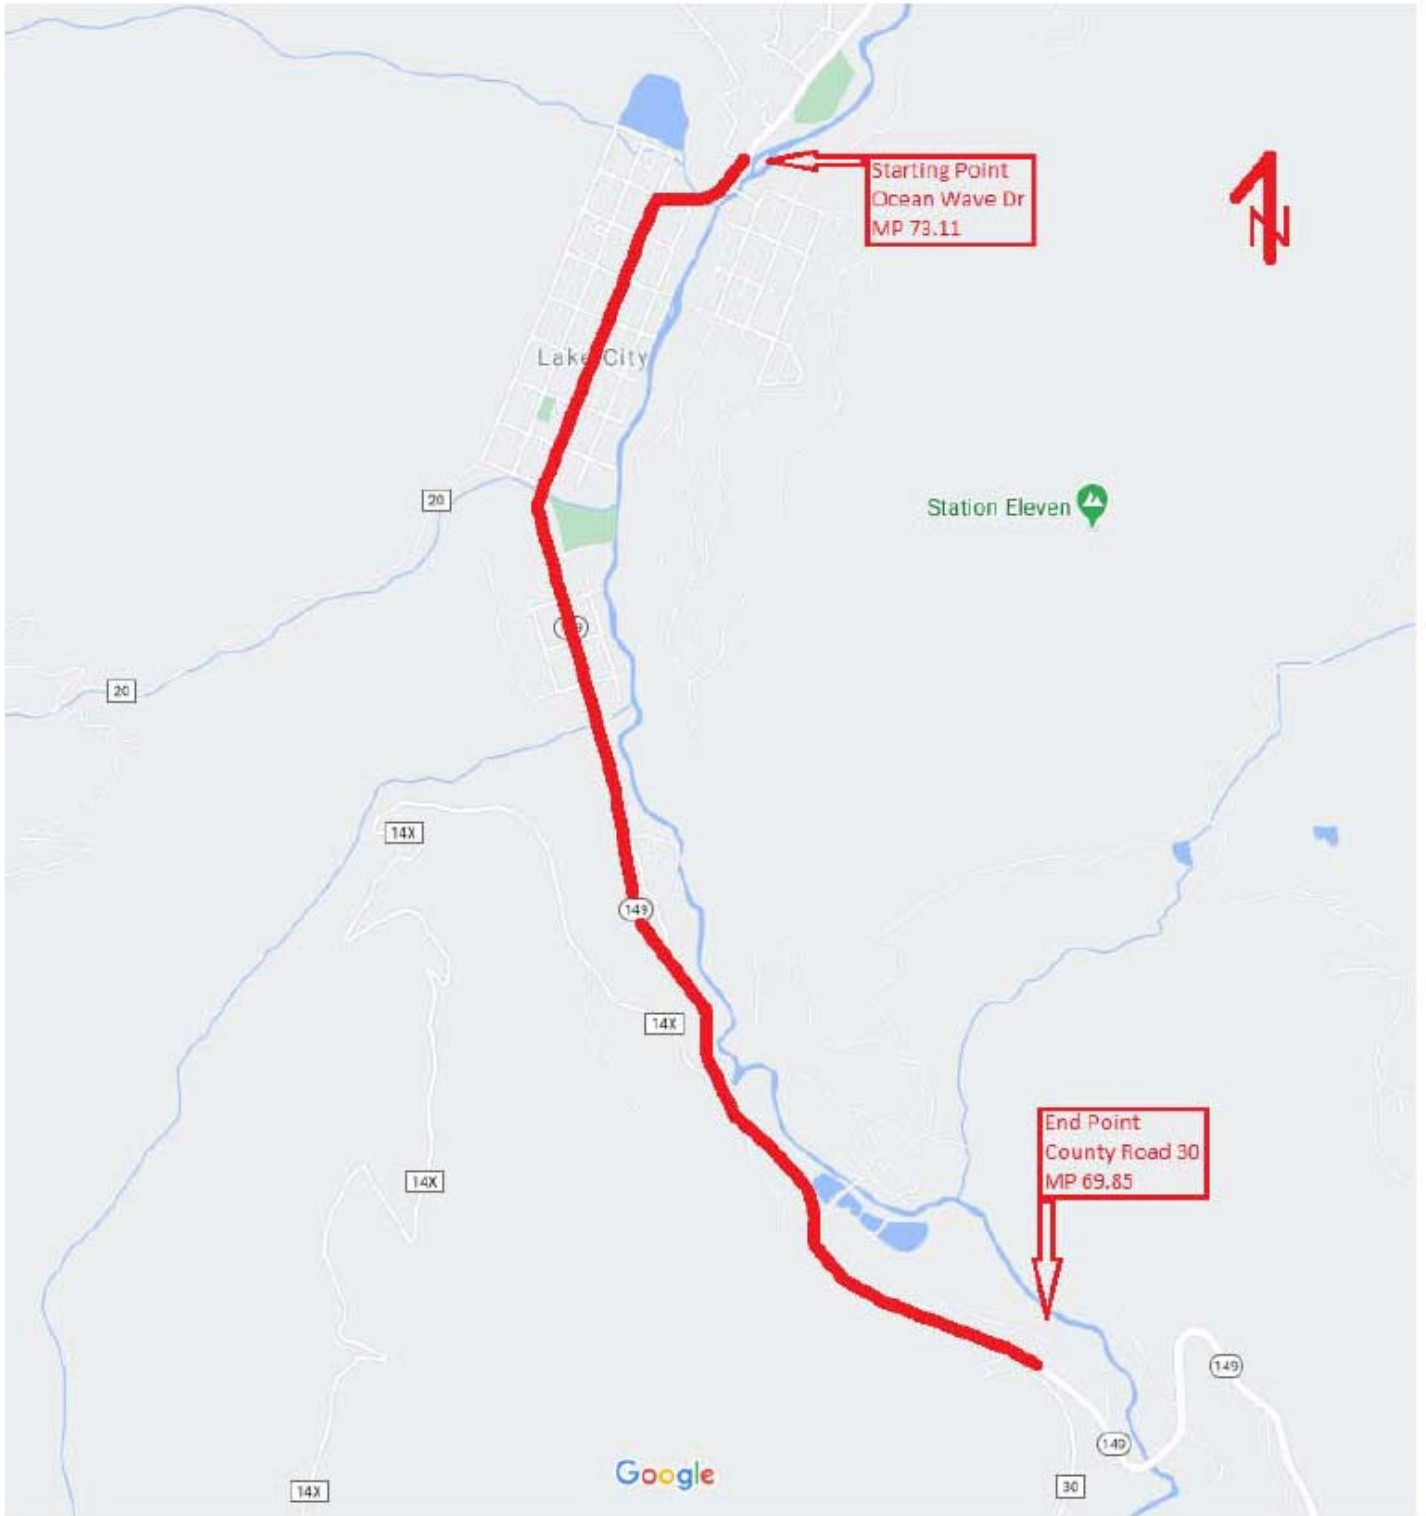 Starting Point
Ocean Wave Dr
MP 73.11
N
Lake City
20
Station Eleven
20
14X
149
14X
End Point
County Road 30
MP 69.85
14X
149
149
Google
30
14X